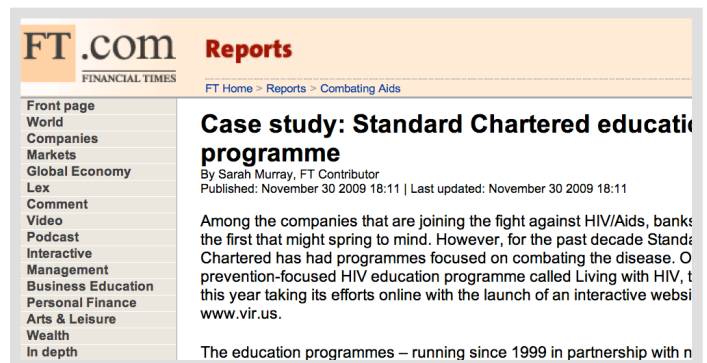 FT .com
FINANCIAL TIMES
Reports
FT Home > Reports > Combating Aids
Front page
World
Companies
Markets
Global Economy
Lex
Comment
Video
Podcast
Interactive
Management
Business Education
Personal Finance
Arts & Leisure
Wealth
In depth
Case study: Standard Chartered
programme
By Sarah Murray, FT Contributor
Published: November 30 2009 18:11 | Last updated: November 30 2009 18:11
Among the companies that are joining the fight against HIV/Aids, banks
the first that might spring to mind. However, for the past decade
Chartered has had programmes focused on combating the disease.
prevention-focused HIV education programme called Living with HIV,
this year taking its efforts online with the launch of an interactive
www.vir.us.
The education programmes – running since 1999 in partnership with